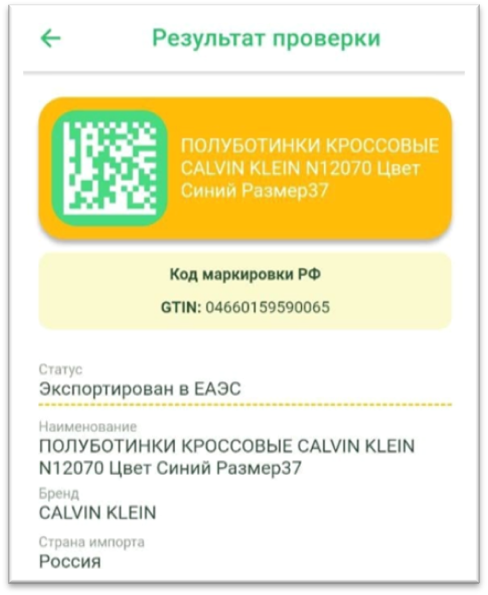 Результат проверки
ПОЛУБОТИНКИ КРОССОВЫЕ
CALVIN KLEIN N12070 Цвет
Синий Размер37
Код маркировки РФ
GTIN: 04660159590065
Статус
Экспортирован в ЕАЭС
Наименование
ПОЛУБОТИНКИ КРОССОВЫЕ CALVIN KLEIN
N12070 Цвет Синий Размер37
Бренд
CALVIN KLEIN
Страна импорта
Россия